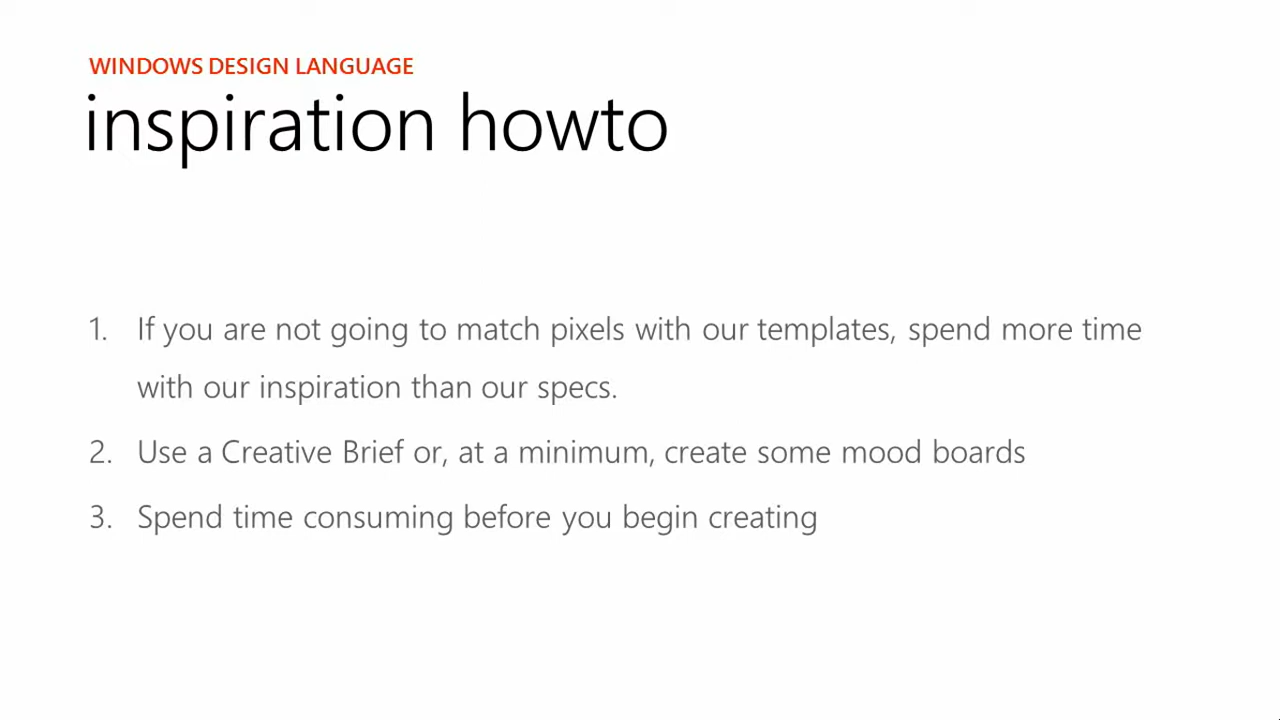 WINDOWS DESIGN LANGUAGE
inspiration howto
1. If you are not going to match pixels with our templates, spend more time
with our inspiration than our specs.
2. Use a Creative Brief or, at a minimum, create some mood boards
3. Spend time consuming before you begin creating